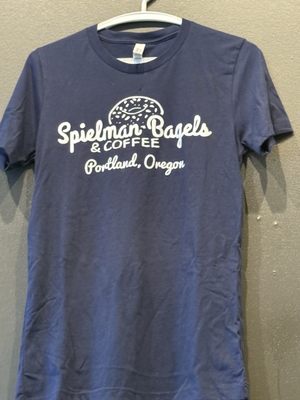 Spielman Bagels
& COFFEE
Portland, Oregon